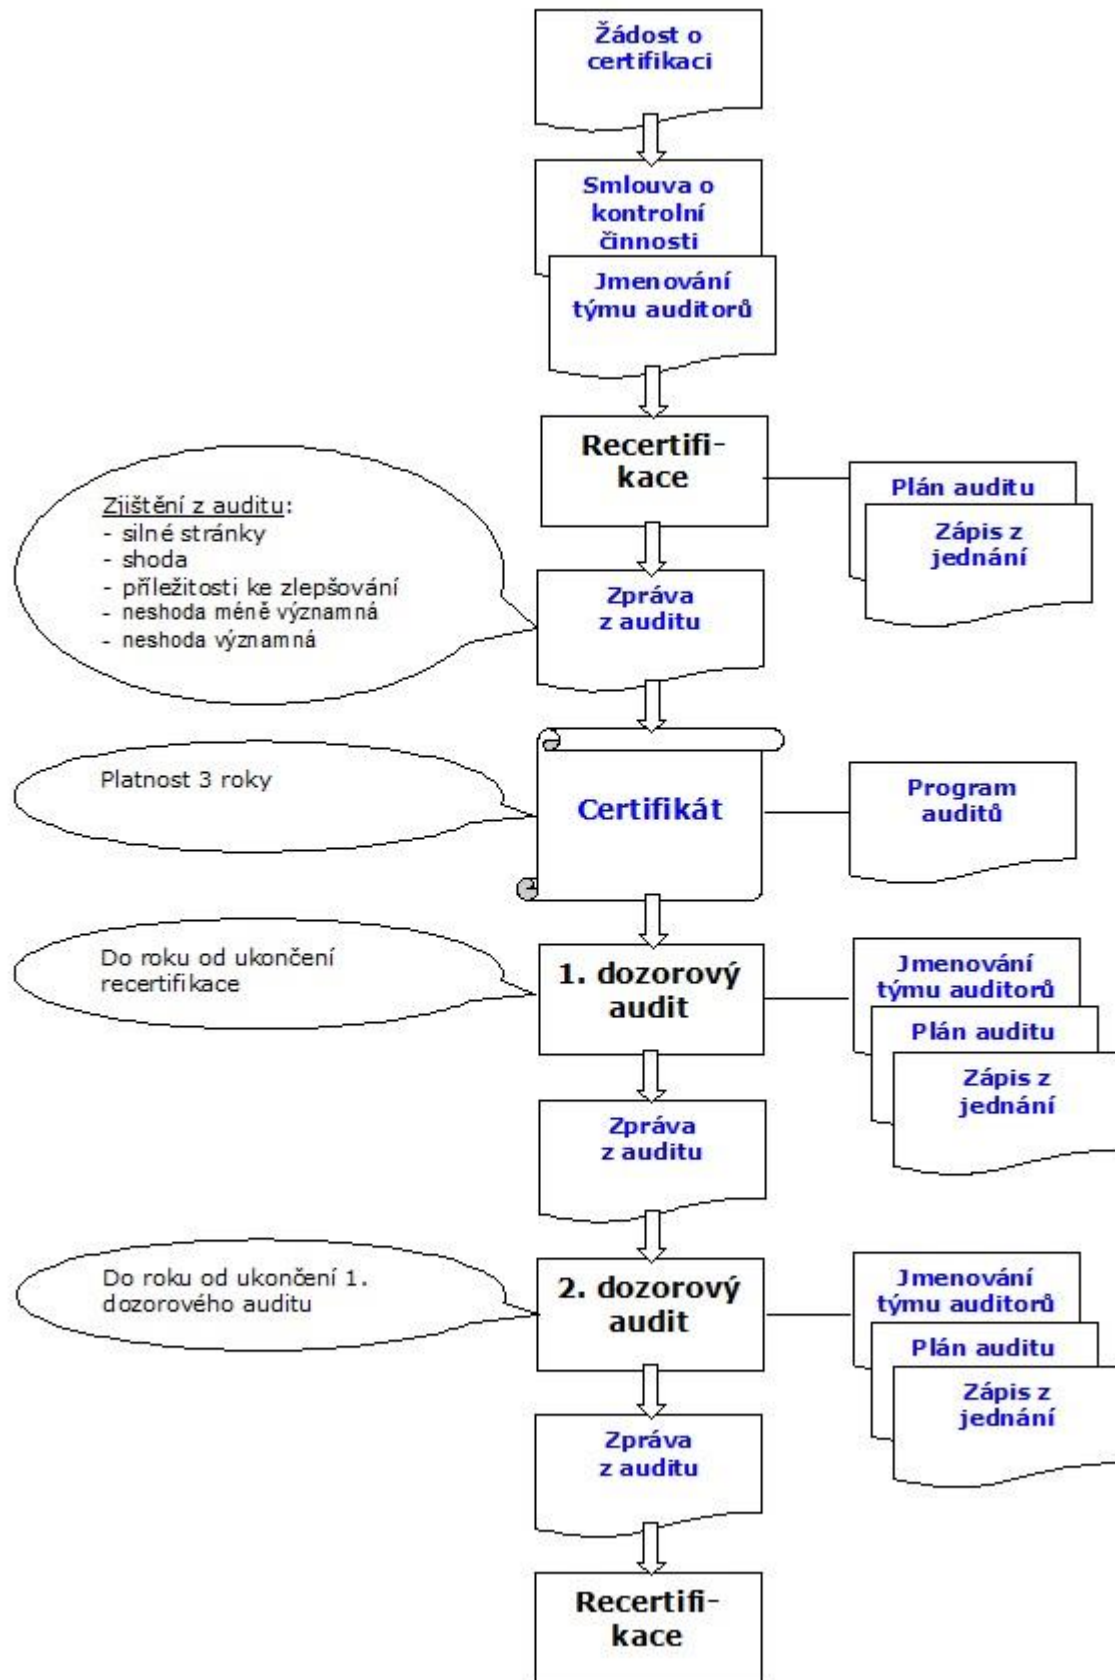 Žádost o
certifikaci
Smlouva o
kontrolní
činnosti
Jmenování
týmu auditorů
Recertifi-
kace
Plán auditu
Zápis z
jednání
Zjištění z auditu:
- silné stránky
- shoda
- příležitosti ke zlepšování
- neshoda méně významná
- neshoda významná
Zpráva
z auditu
Platnost 3 roky
Certifikát
Program
auditů
Do roku od ukončení
recertifikace
1. dozorový
audit
Jmenování
týmu auditorů
Plán auditu
Zápis z
jednání
Zpráva
z auditu
Do roku od ukončení 1.
dozorového auditu
2. dozorový
audit
Jmenování
týmu auditorů
Plán auditu
Zápis z
jednání
Zpráva
z auditu
Recertifi-
kace